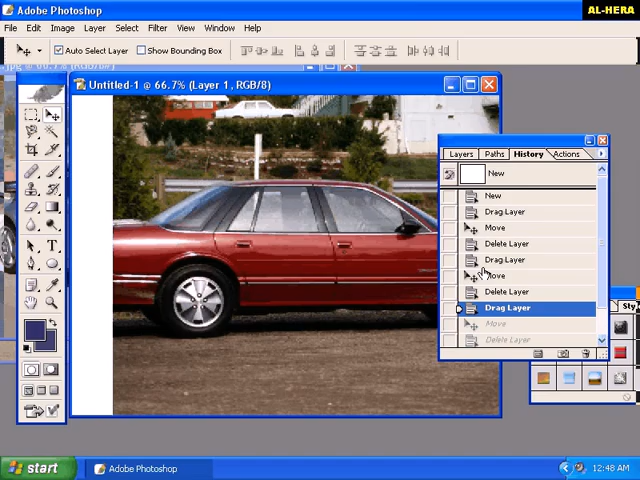 Adobe Photoshop
AL-HERA
File Edit Image Layer Select Filter View Window Help
Auto Select Layer Show Bounding Box
Untitled-1 @ 66.7% (Layer 1, RGB/8)
Layers Paths History Actions
New
New
Drag Layer
Move
Delete Layer
Drag Layer
Move
Delete Layer
Drag Layer
Move
Delete Layer
Sty
start
Adobe Photoshop
12:48 AM